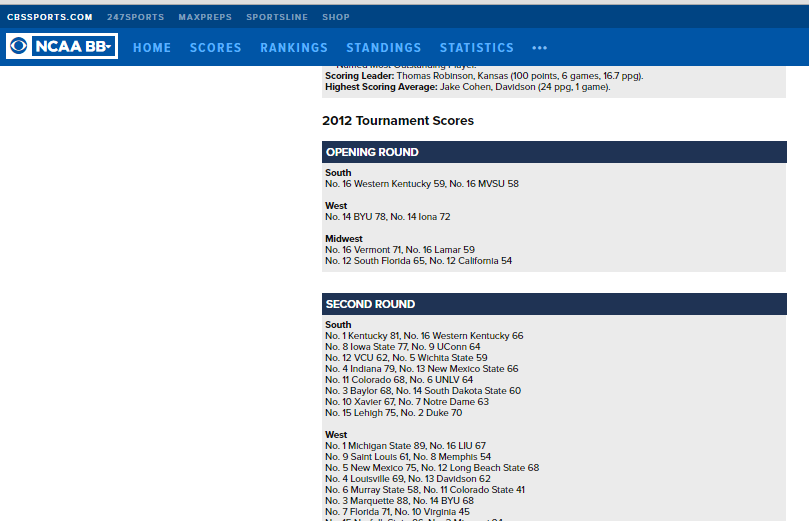 CBSSPORTS.COM 247SPORTS MAXPREPS SPORTSLINE SHOP
NCAA BB HOME SCORES RANKINGS STANDINGS STATISTICS •••
Named Most Outstanding Player.
Scoring Leader: Thomas Robinson, Kansas (100 points, 6 games, 16.7 ppg).
Highest Scoring Average: Jake Cohen, Davidson (24 ppg, 1 game).
2012 Tournament Scores
OPENING ROUND
South
No. 16 Western Kentucky 59, No. 16 MVSU 58
West
No. 14 BYU 78, No. 14 Iona 72
Midwest
No. 16 Vermont 71, No. 16 Lamar 59
No. 12 South Florida 65, No. 12 California 54
SECOND ROUND
South
No. 1 Kentucky 81, No. 16 Western Kentucky 66
No. 8 Iowa State 77, No. 9 UConn 64
No. 12 VCU 62, No. 5 Wichita State 59
No. 4 Indiana 79, No. 13 New Mexico State 66
No. 11 Colorado 68, No. 6 UNLV 64
No. 3 Baylor 68, No. 14 South Dakota State 60
No. 10 Xavier 67, No. 7 Notre Dame 63
No. 15 Lehigh 75, No. 2 Duke 70
West
No. 1 Michigan State 89, No. 16 LIU 67
No. 9 Saint Louis 61, No. 8 Memphis 54
No. 5 New Mexico 75, No. 12 Long Beach State 68
No. 4 Louisville 69, No. 13 Davidson 62
No. 6 Murray State 58, No. 11 Colorado State 41
No. 3 Marquette 88, No. 14 BYU 68
No. 7 Florida 71, No. 10 Virginia 45